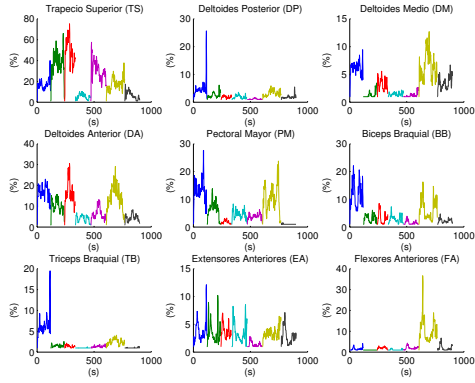 Trapecio Superior (TS)
Deltoides Posterior (DP)
Deltoides Medio (DM)
80
60
40
20
0
(%)
0 500 1000
(s)
30
20
10
0
(%)
0 500 1000
(s)
15
10
5
0
(%)
0 500 1000
(s)
Deltoides Anterior (DA)
Pectoral Mayor (PM)
Biceps Braquial (BB)
40
30
20
10
0
(%)
0 500 1000
(s)
30
20
10
0
(%)
0 500 1000
(s)
30
20
10
0
(%)
0 500 1000
(s)
Triceps Braquial (TB)
Extensores Anteriores (EA)
Flexores Anteriores (FA)
20
15
10
5
0
(%)
0 500 1000
(s)
15
10
5
0
(%)
0 500 1000
(s)
40
30
20
10
0
(%)
0 500 1000
(s)